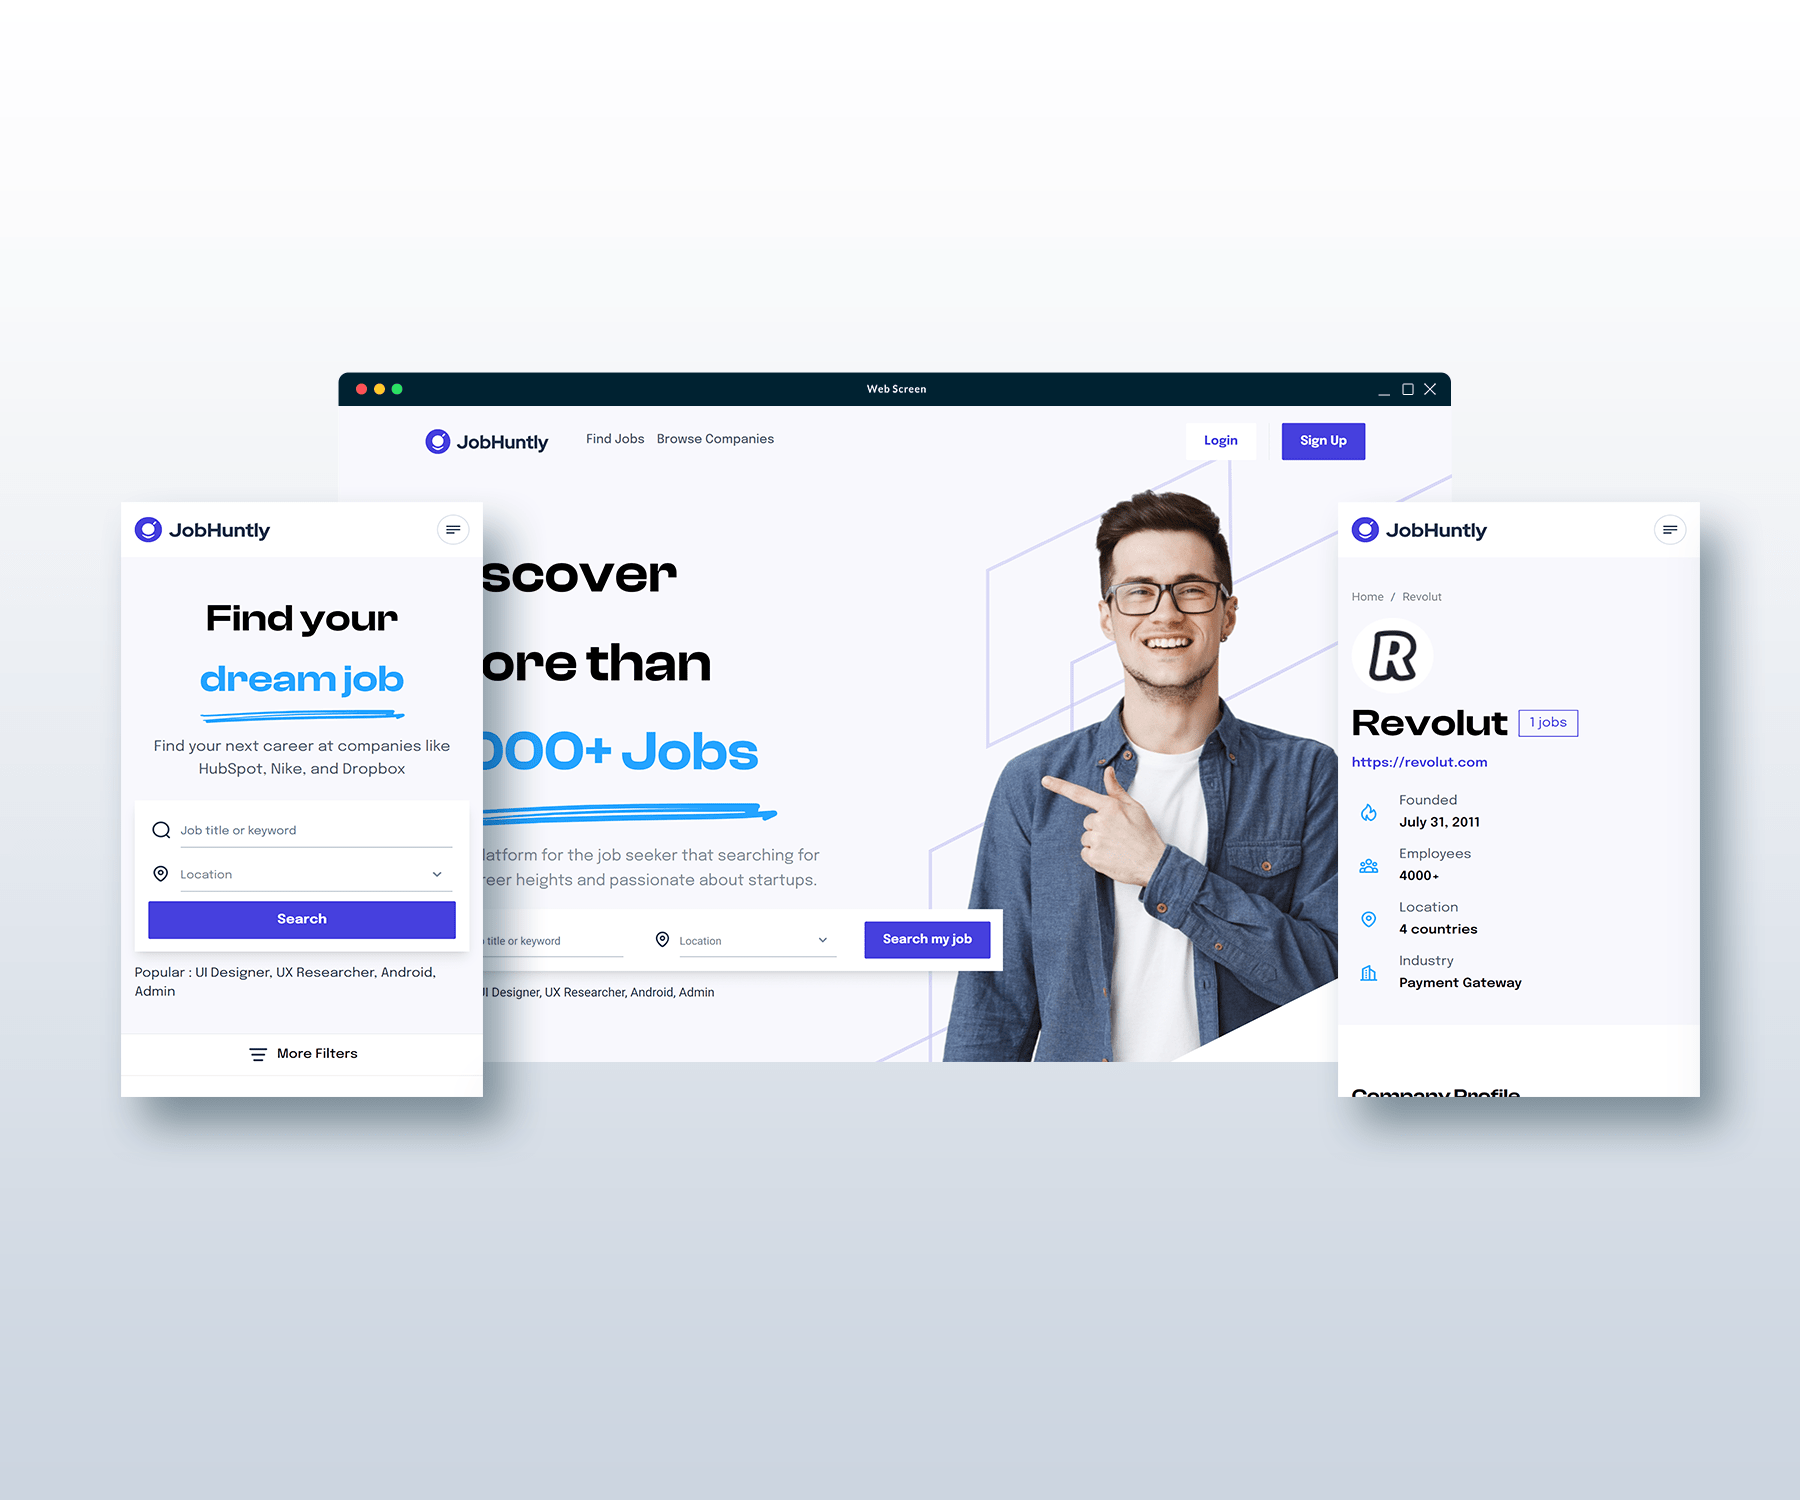 Web Screen
JobHuntly
Find Jobs Browse Companies
Login
Sign Up
scover
ore than
000+ Jobs
latform for the job seeker that searching for
reer heights and passionate about startups.
title or keyword
Location
Search my job
UI Designer, UX Researcher, Android, Admin
JobHuntly
Find your
dream job
Find your next career at companies like
HubSpot, Nike, and Dropbox
Job title or keyword
Location
Search
Popular : UI Designer, UX Researcher, Android,
Admin
More Filters
JobHuntly
Home / Revolut
R
Revolut 1 jobs
https://revolut.com
Founded
July 31, 2011
Employees
4000+
Location
4 countries
Industry
Payment Gateway
Company Profile